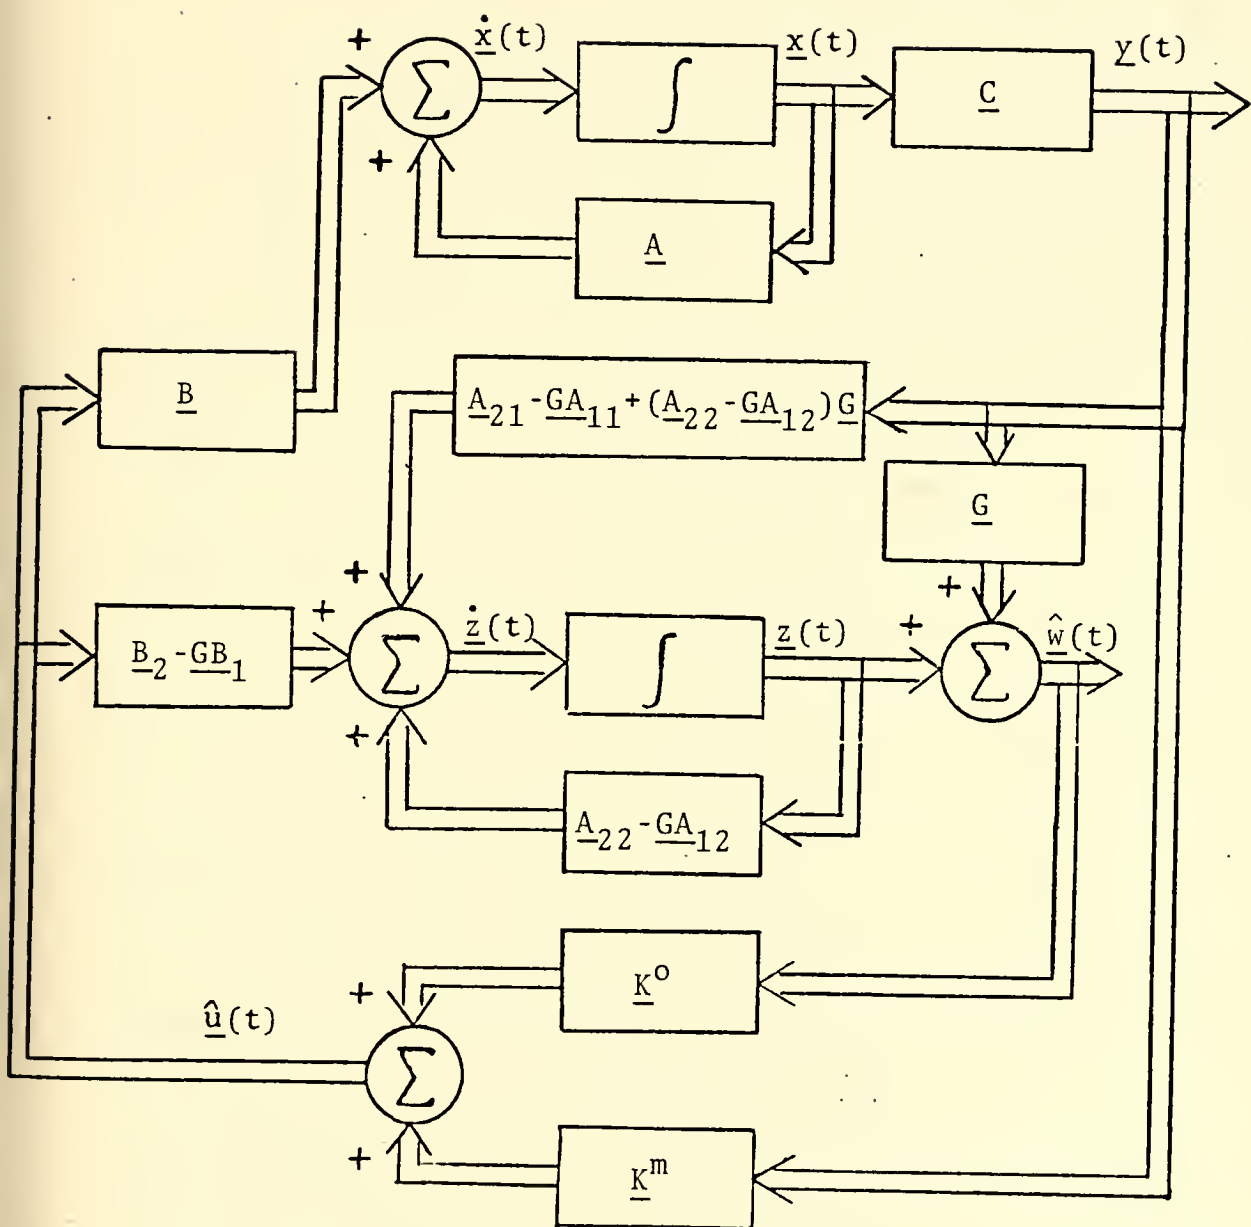 + ẋ(t) ∫ x(t) C y(t)
Σ
+
A
B
A₂₁-GA₁₁+(A₂₂-GA₁₂)G
G
+ +
B₂-GB₁ + Σ ż(t) ∫ z(t) + Σ ŵ(t)
+
A₂₂-GA₁₂
K°
+
û(t)
Σ
+
Kᵐ